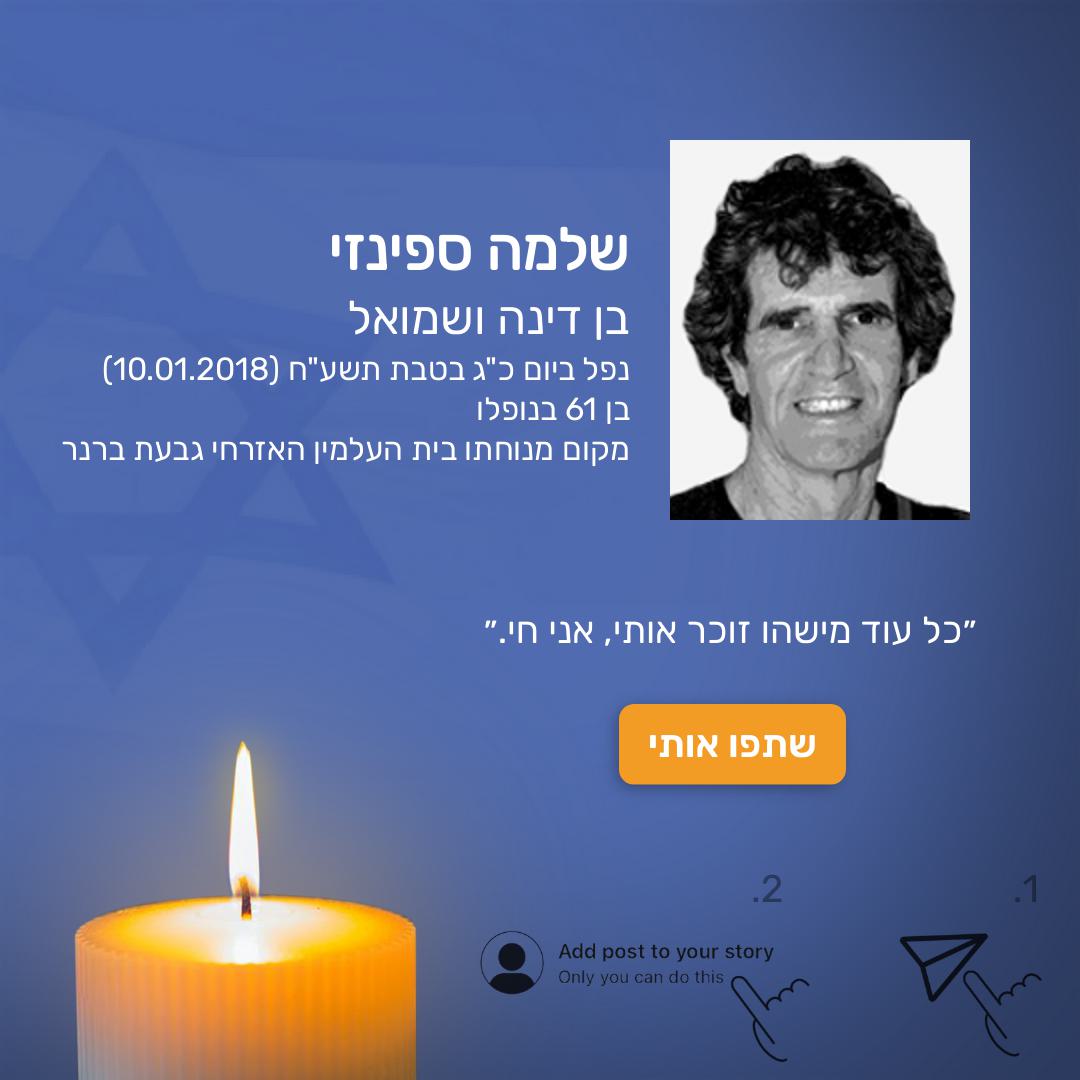 שלמה ספינזי
בן דינה ושמואל
נפל ביום כ"ג בטבת תשע"ח (10.01.2018)
בן 61 בנופלו
מקום מנוחתו בית העלמין האזרחי גבעת ברנר
״כל עוד מישהו זוכר אותי, אני חי.״
שתפו אותי
1.
2.
Add post to your story
Only you can do this